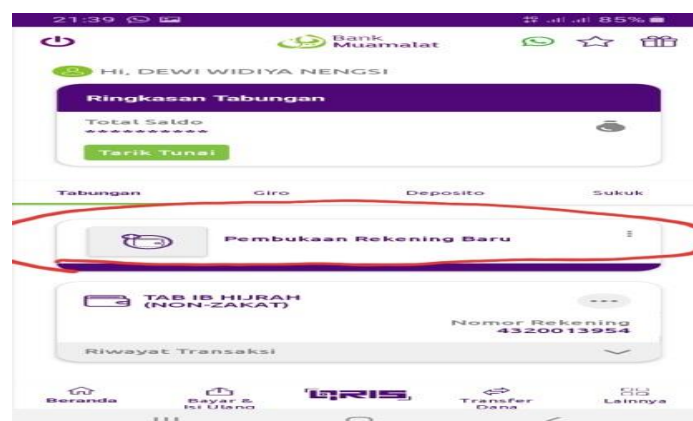 21:39 85%
Bank
Muamalat
Hi, DEWI WIDIYA NENGSI
Ringkasan Tabungan
Total Saldo
**********
Tarik Tunai
Tabungan Giro Deposito Sukuk
Pembukaan Rekening Baru
TAB IB HIJRAH
(NON-ZAKAT)
Nomor Rekening
4320013954
Riwayat Transaksi
Beranda Bayar & Isi Ulang QRIS Transfer Dana Lainnya